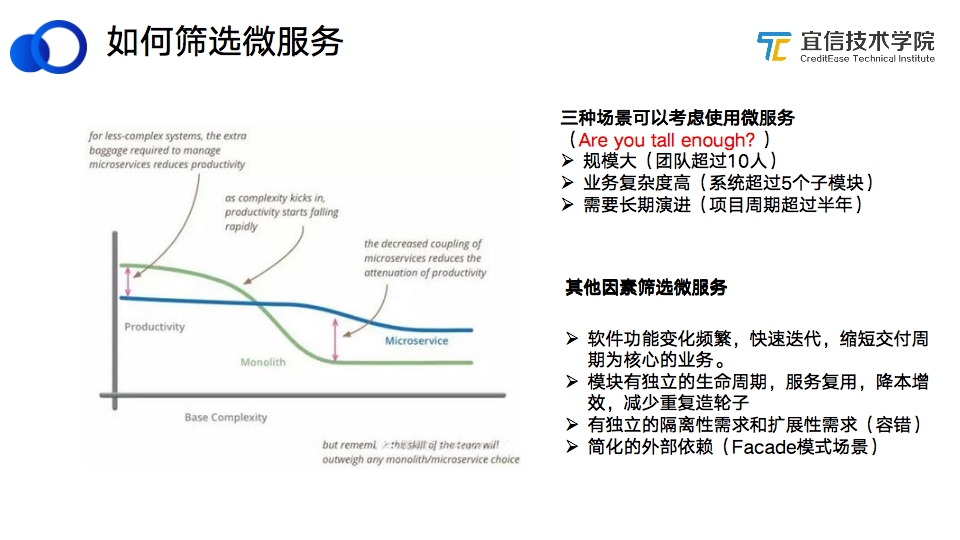 如何筛选微服务
宜信技术学院
CreditEase Technical Institute
for less-complex systems, the extra
baggage required to manage
microservices reduces productivity
as complexity kicks in,
productivity starts falling
rapidly
the decreased coupling of
microservices reduces the
attenuation of productivity
Productivity
Microservice
Monolith
Base Complexity
but remem
the skill of the team will
outweigh any monolith/microservice choice
三种场景可以考虑使用微服务
（Are you tall enough? ）
➢ 规模大（团队超过10人）
➢ 业务复杂度高（系统超过5个子模块）
➢ 需要长期演进（项目周期超过半年）
其他因素筛选微服务
➢ 软件功能变化频繁，快速迭代，缩短交付周
期为核心的业务。
➢ 模块有独立的生命周期，服务复用，降本增
效，减少重复造轮子
➢ 有独立的隔离性需求和扩展性需求（容错）
➢ 简化的外部依赖（Facade模式场景）